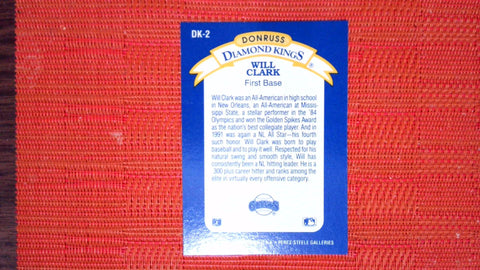 DK-2
DONRUSS
DIAMOND KINGS
WILL
CLARK
First Base
Will Clark was an All-American in high school
in New Orleans, an All-American at Missis-
sippi State, a stellar performer in the '84
Olympics and won the Golden Spikes Award
as the nation's best collegiate player. And in
1991 was again a NL All Star—his fourth
such honor. Will Clark was born to play
baseball and to play it well. Respected for his
natural swing and smooth style, Will has
consistently been a NL hitting leader. He is a
.300 plus career hitter and ranks among the
elite in virtually every offensive category.
GIANTS
PEREZ-STEELE GALLERIES